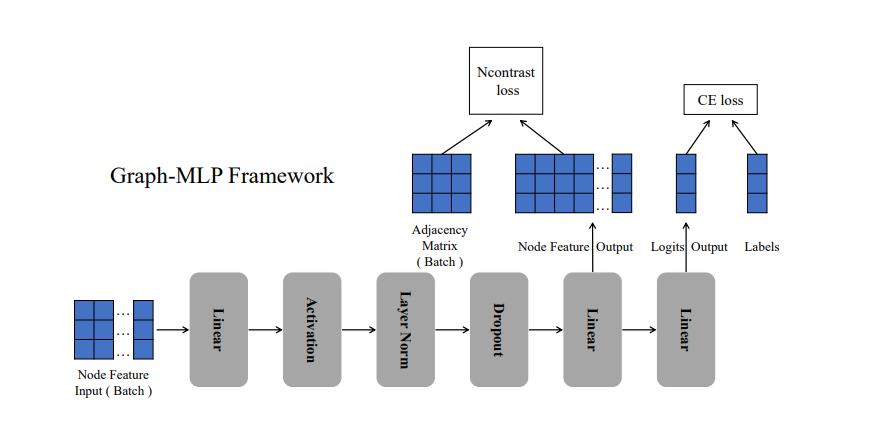 Ncontrast
loss
CE loss
Graph-MLP Framework
...
...
...
Adjacency
Matrix
( Batch )
Node Feature Output
Logits Output
Labels
...
...
...
Node Feature
Input ( Batch )
Linear
Activation
Layer Norm
Dropout
Linear
Linear